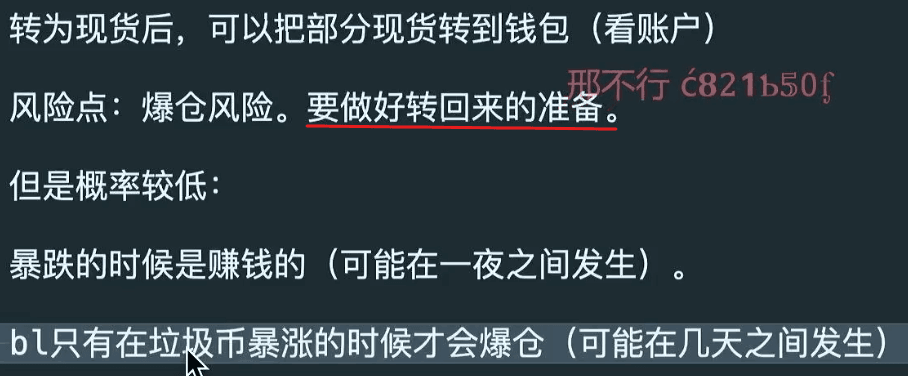 转为现货后，可以把部分现货转到钱包（看账户）
邢不行 ć821ƅ50ʄ
风险点：爆仓风险。要做好转回来的准备。
但是概率较低：
暴跌的时候是赚钱的（可能在一夜之间发生）。
bl只有在垃圾币暴涨的时候才会爆仓（可能在几天之间发生）